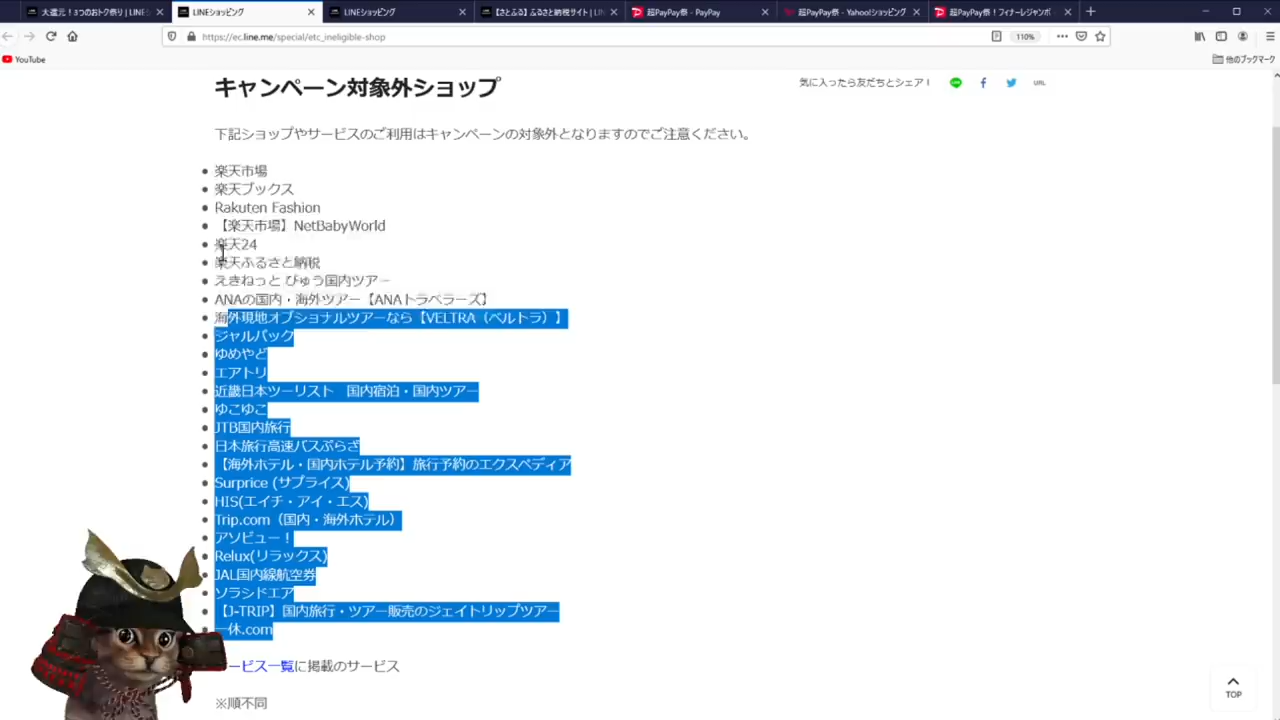 大還元！3つのおトク祭り | LINEシ
LINEショッピング
LINEショッピング
【さとふる】ふるさと納税サイト | LIN
超PayPay祭 - PayPay
超PayPay祭 - Yahoo!ショッピング
超PayPay祭！フィナーレジャンボ
https://ec.line.me/special/etc_ineligible-shop
110%
YouTube
他のブックマーク
キャンペーン対象外ショップ
気に入ったら友だちとシェア！
URL
下記ショップやサービスのご利用はキャンペーンの対象外となりますのでご注意ください。
楽天市場
楽天ブックス
Rakuten Fashion
【楽天市場】NetBabyWorld
楽天24
楽天ふるさと納税
えきねっと びゅう国内ツアー
ANAの国内・海外ツアー【ANAトラベラーズ】
海外現地オプショナルツアーなら【VELTRA（ベルトラ）】
ジャルパック
ゆめやど
エアトリ
近畿日本ツーリスト　国内宿泊・国内ツアー
ゆこゆこ
JTB国内旅行
日本旅行高速バスぷらざ
【海外ホテル・国内ホテル予約】旅行予約のエクスペディア
Surprice (サプライス)
HIS(エイチ・アイ・エス)
Trip.com（国内・海外ホテル）
アソビュー！
Relux(リラックス)
JAL国内線航空券
ソラシドエア
【J-TRIP】国内旅行・ツアー販売のジェイトリップツアー
一休.com
ービス一覧に掲載のサービス
※順不同
TOP